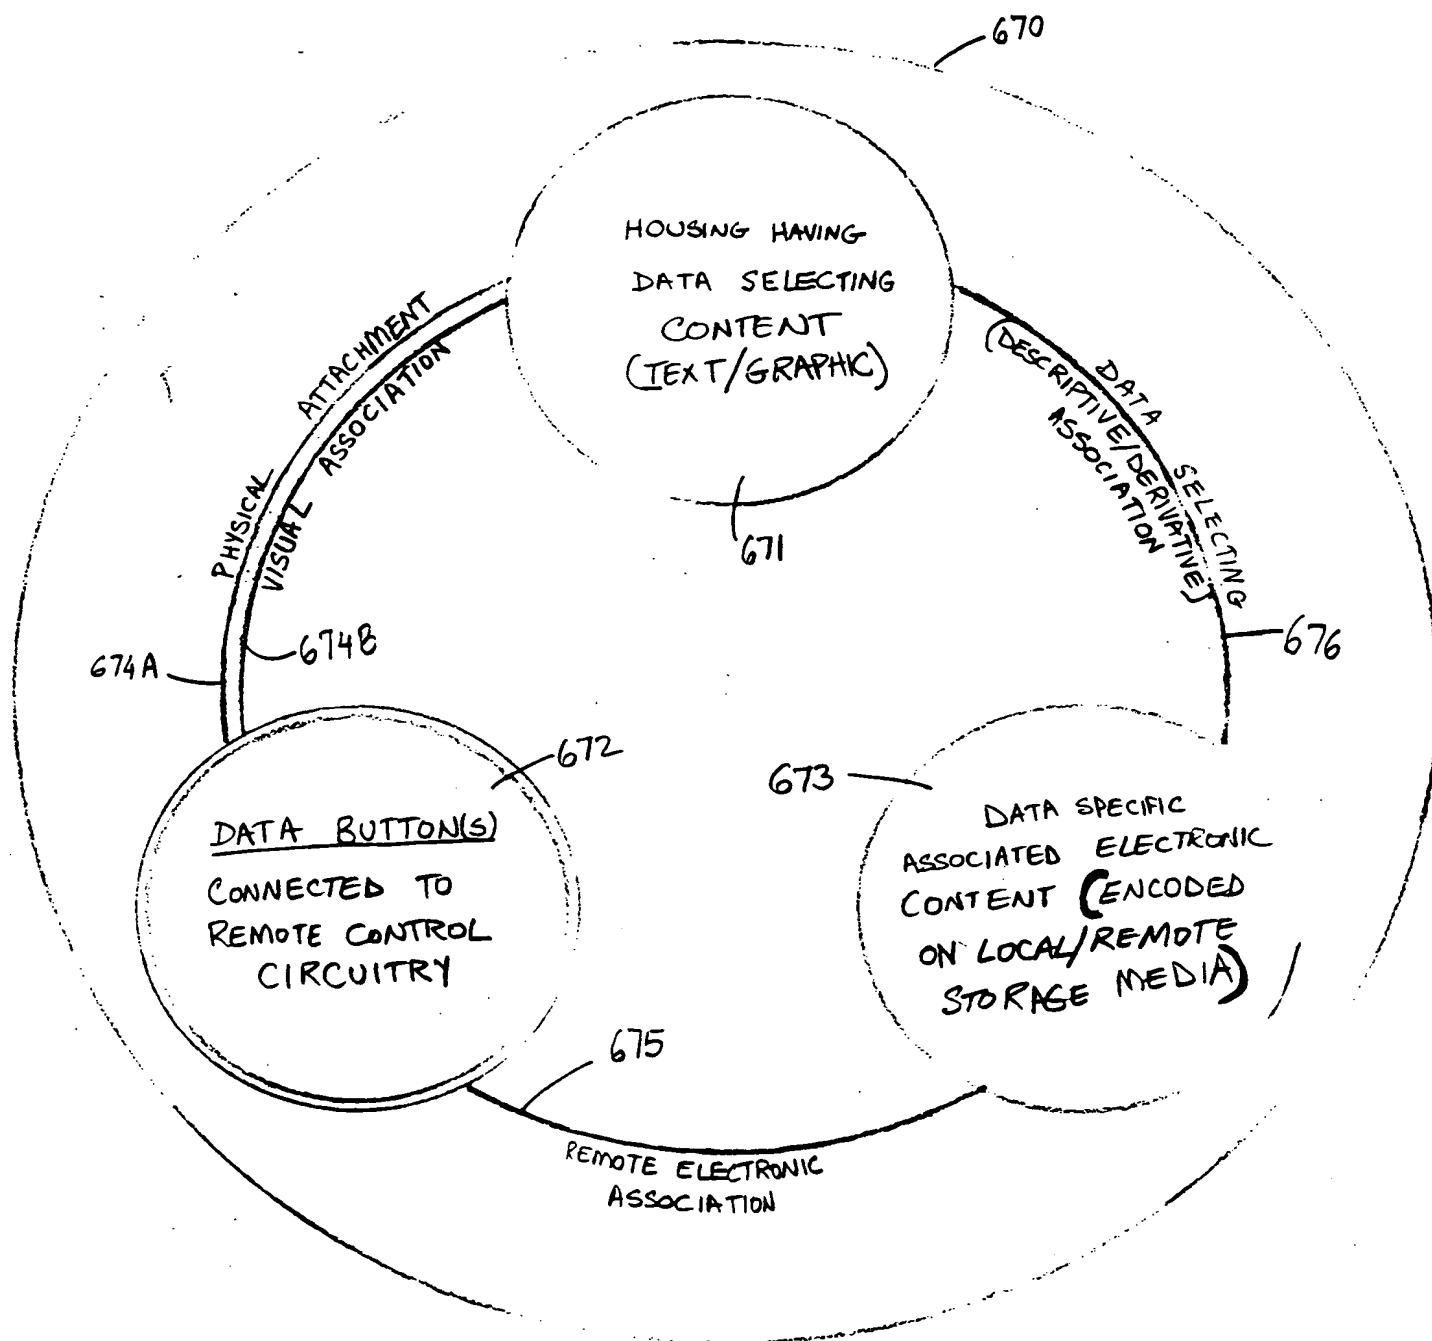 670
HOUSING HAVING
DATA SELECTING
CONTENT
(TEXT/GRAPHIC)
671
PHYSICAL ATTACHMENT
VISUAL ASSOCIATION
DATA SELECTING
(DESCRIPTIVE/DERIVATIVE)
ASSOCIATION
674A
674B
676
672
DATA BUTTON(S)
CONNECTED TO
REMOTE CONTROL
CIRCUITRY
673
DATA SPECIFIC
ASSOCIATED ELECTRONIC
CONTENT (ENCODED
ON LOCAL/REMOTE
STORAGE MEDIA)
675
REMOTE ELECTRONIC
ASSOCIATION